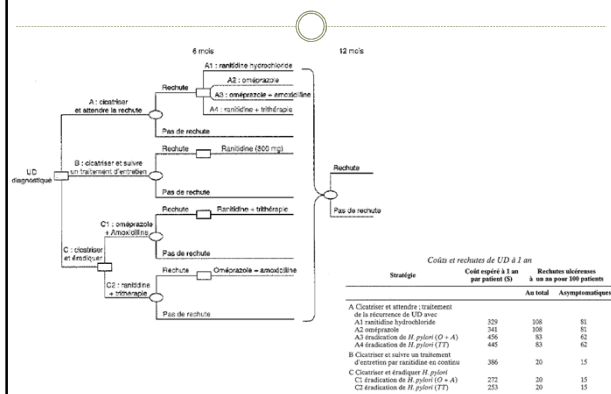 6 mois
12 mois
A1 : ranitidine hydrochloride
Rechute
A2 : oméprazole
A3 : oméprazole + amoxicilline
A : cicatriser
et attendre la rechute
A4 : ranitidine + trithérapie
Pas de rechute
Rechute
Ranitidine (300 mg)
B : cicatriser et suivre
un traitement d'entretien
Pas de rechute
UD
diagnostiqué
Rechute
Pas de rechute
Rechute
Ranitidine + trithérapie
C1 : oméprazole
+ Amoxicilline
Pas de rechute
C : cicatriser
et éradiquer
Rechute
Oméprazole + amoxicilline
C2 : ranitidine
+ trithérapie
Pas de rechute
Coûts et rechutes de UD à 1 an
Stratégie
Coût espéré à 1 an
par patient ($)
Rechutes ulcéreuses
à un an pour 100 patients
Au total Asymptomatiques
A Cicatriser et attendre ; traitement
de la récurrence de UD avec
A1 ranitidine hydrochloride 329 108 81
A2 oméprazole 341 108 81
A3 éradication de H. pylori (O + A) 456 83 62
A4 éradication de H. pylori (TT) 445 83 62
B Cicatriser et suivre un traitement
d'entretien par ranitidine en continu 386 20 15
C Cicatriser et éradiquer H. pylori
C1 éradication de H. pylori (O + A) 272 20 15
C2 éradication de H. pylori (TT) 253 20 15